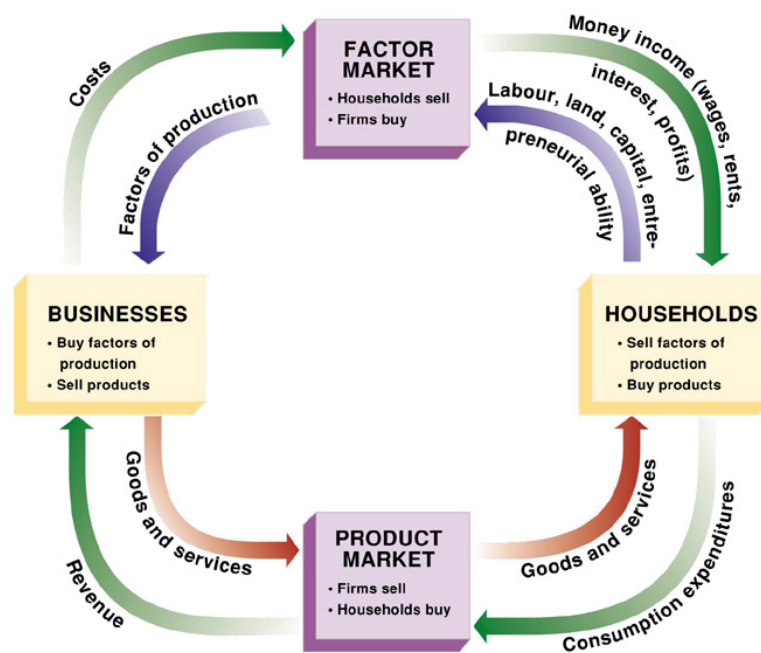 FACTOR
MARKET
• Households sell
• Firms buy
Costs
Factors of production
Money income (wages, rents,
interest, profits)
Labour, land, capital, entre-
preneurial ability
BUSINESSES
• Buy factors of
production
• Sell products
HOUSEHOLDS
• Sell factors of
production
• Buy products
Goods and services
Revenue
PRODUCT
MARKET
• Firms sell
• Households buy
Goods and services
Consumption expenditures